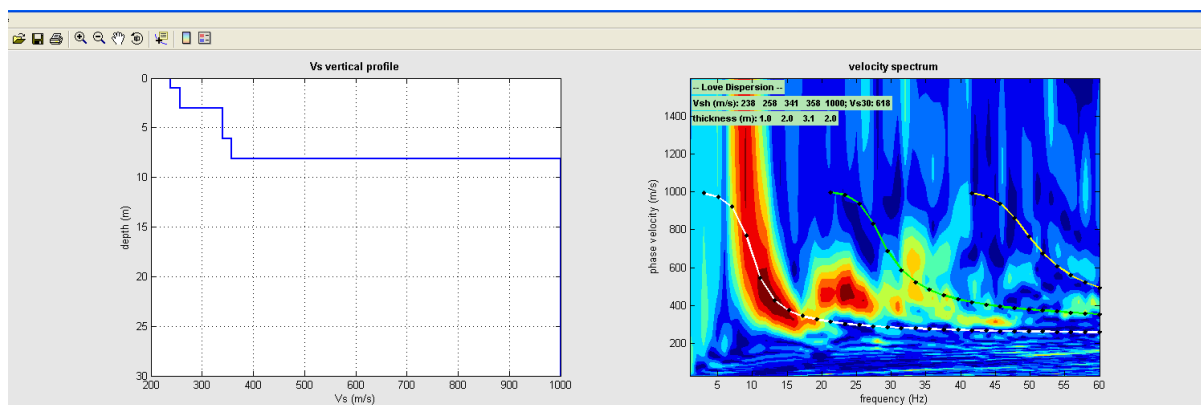 Vs vertical profile
0
5
10
15
20
25
30
depth (m)
200 300 400 500 600 700 800 900 1000
Vs (m/s)
velocity spectrum
-- Love Dispersion --
Vsh (m/s): 238 258 341 358 1000; Vs30: 618
thickness (m): 1.0 2.0 3.1 2.0
1400
1200
1000
800
600
400
200
phase velocity (m/s)
5 10 15 20 25 30 35 40 45 50 55 60
frequency (Hz)